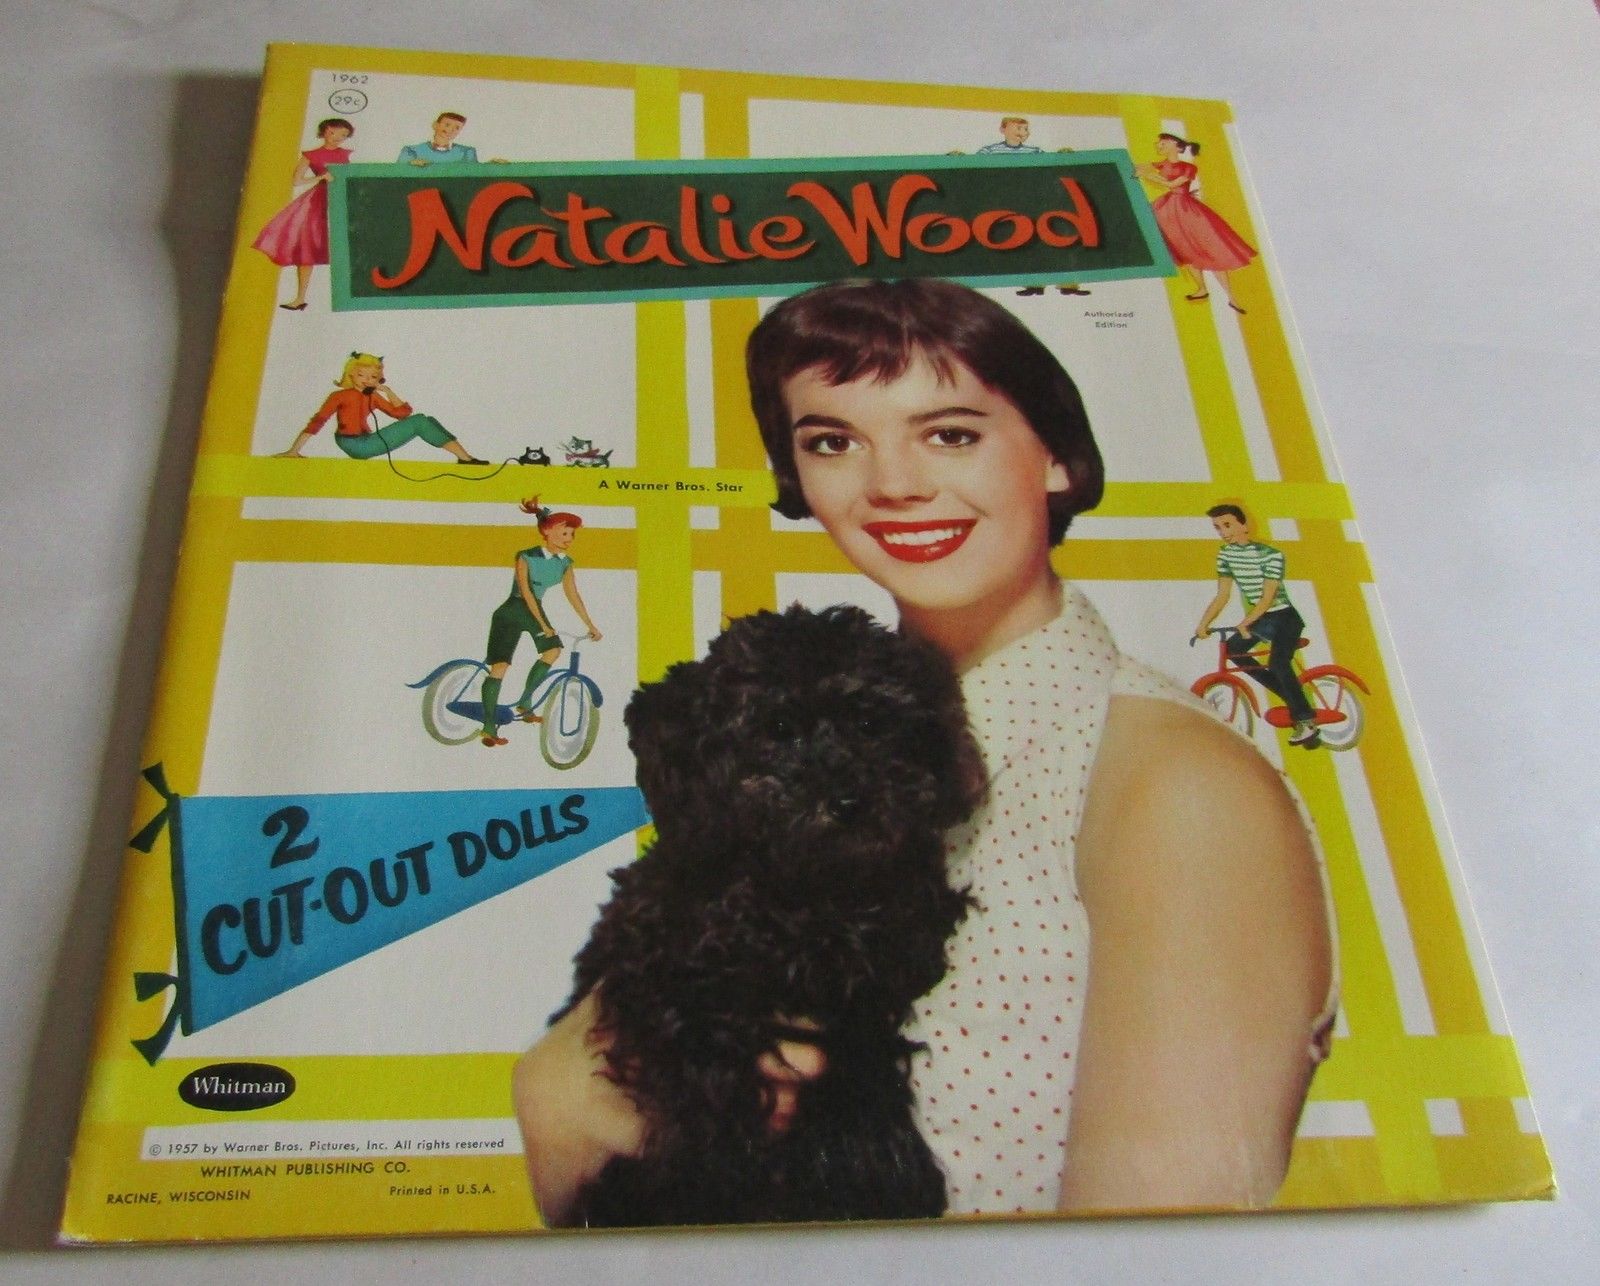 1962
29c
Natalie Wood
Authorized
Edition
A Warner Bros. Star
2
CUT-OUT DOLLS
Whitman
© 1957 by Warner Bros. Pictures, Inc. All rights reserved
WHITMAN PUBLISHING CO.
RACINE, WISCONSIN Printed in U.S.A.